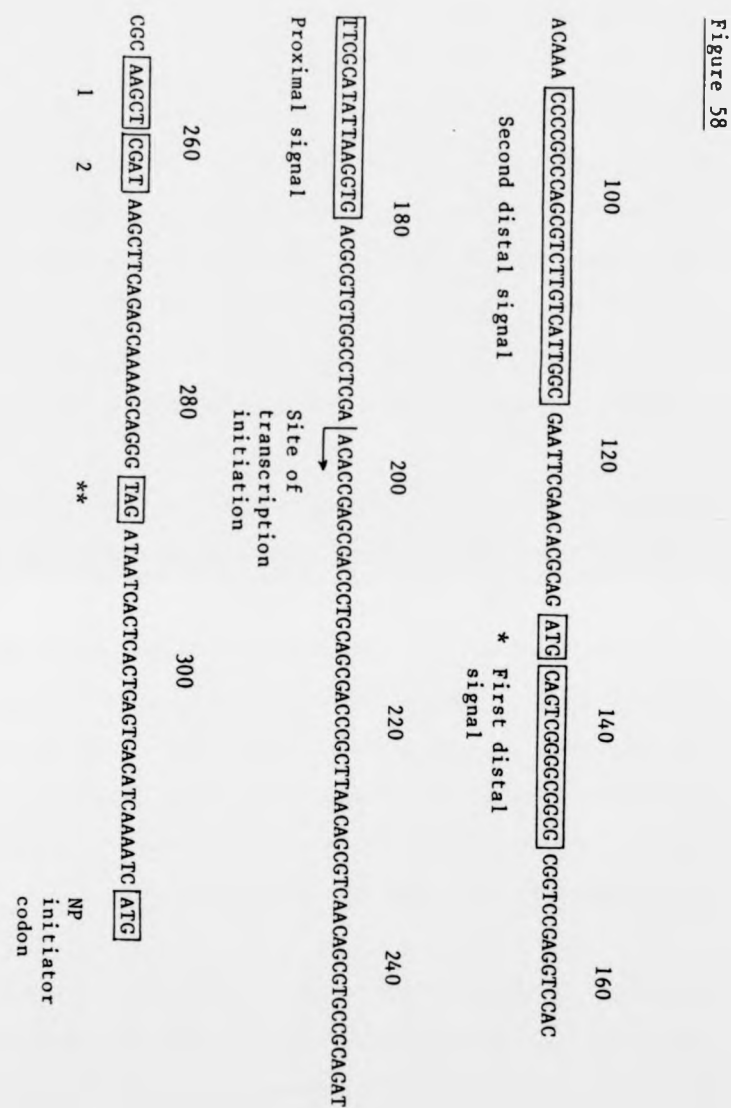 Figure 58
100 120 140 160
ACAAA CCCCGCCCAGCGTCTTGTCATTGGC GAATTCGAACACGCAG ATG CAGTCGGGGCGGCG CGGTCCGAGGTCCAC
Second distal signal * First distal
signal
180 200 220 240
TTCGCATATTAAGGTG ACGCGTGTGGCCTCGA ACACCGAGCGACCCTGCAGCGACCCGCTTAACAGCGTCAACAGCGTGCCGCAGAT
Proximal signal Site of
transcription
initiation
260 280 300
CGC AAGCT CGAT AAGCTTCAGAGCAAAAGCAGGG TAG ATAATCACTCACTGAGTGACATCAAAATC ATG
1 2 ** NP
initiator
codon